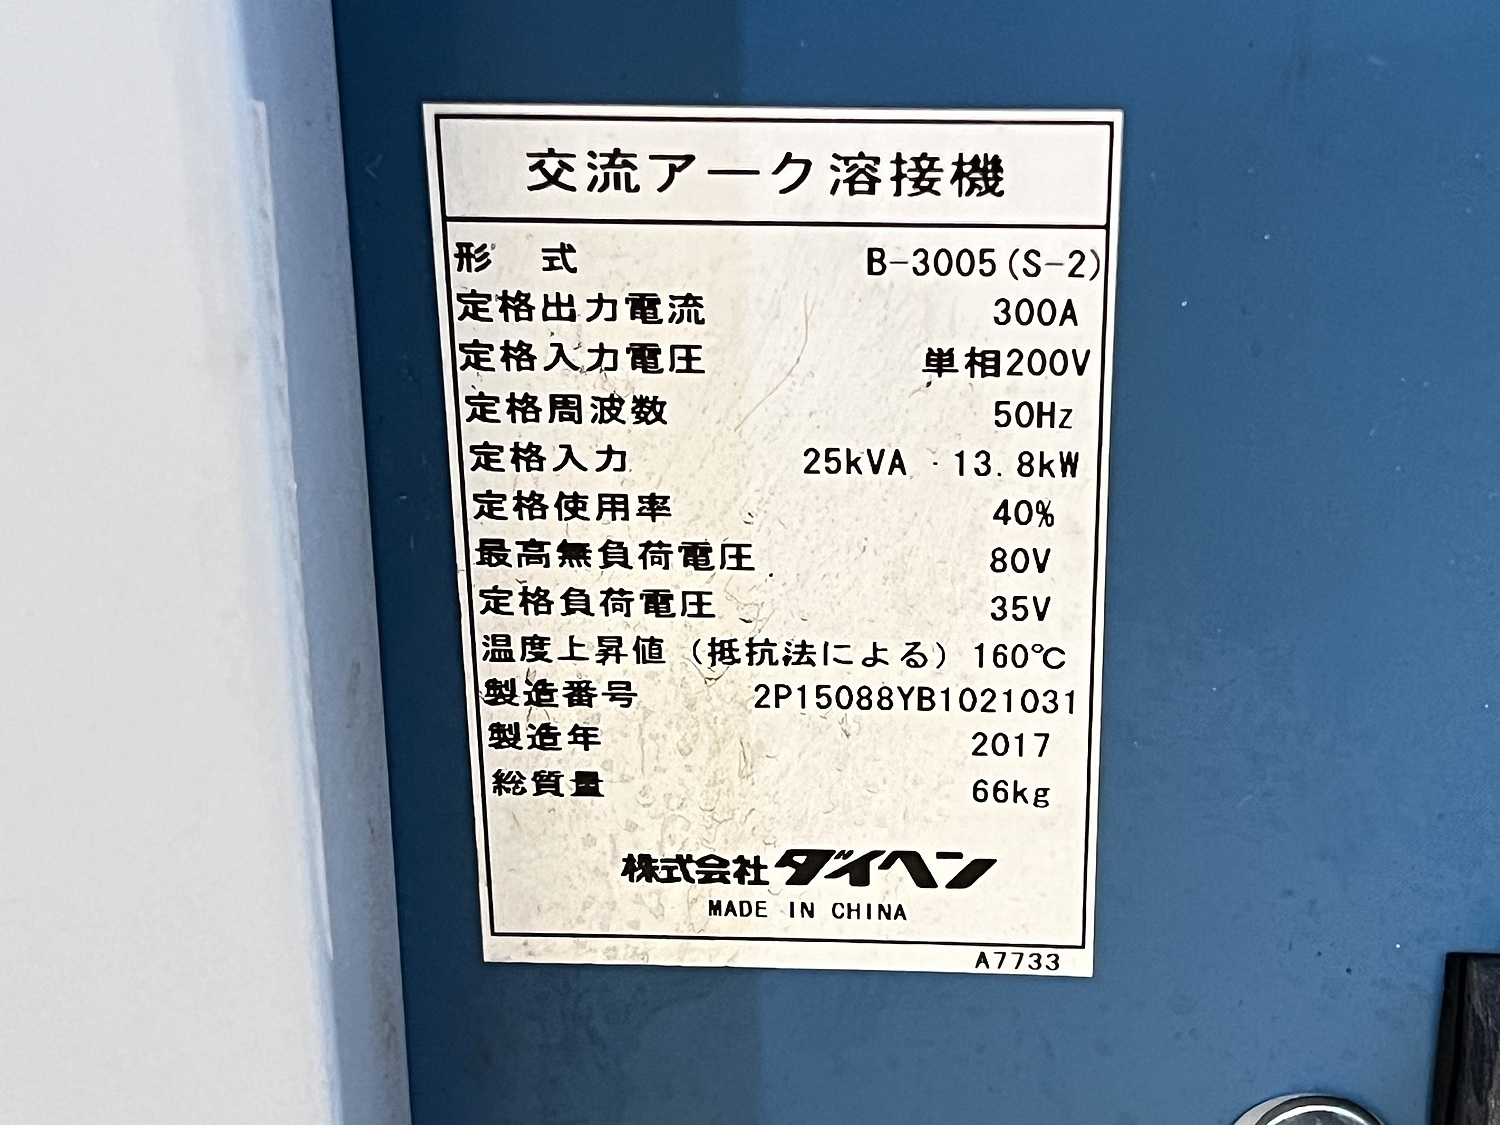 交流アーク溶接機
形 式 B-3005(S-2)
定格出力電流 300A
定格入力電圧 単相200V
定格周波数 50Hz
定格入力 25kVA · 13.8kW
定格使用率 40%
最高無負荷電圧 80V
定格負荷電圧 35V
温度上昇値（抵抗法による）160℃
製造番号 2P15088YB1021031
製造年 2017
総質量 66kg
株式会社ダイヘン
MADE IN CHINA
A7733